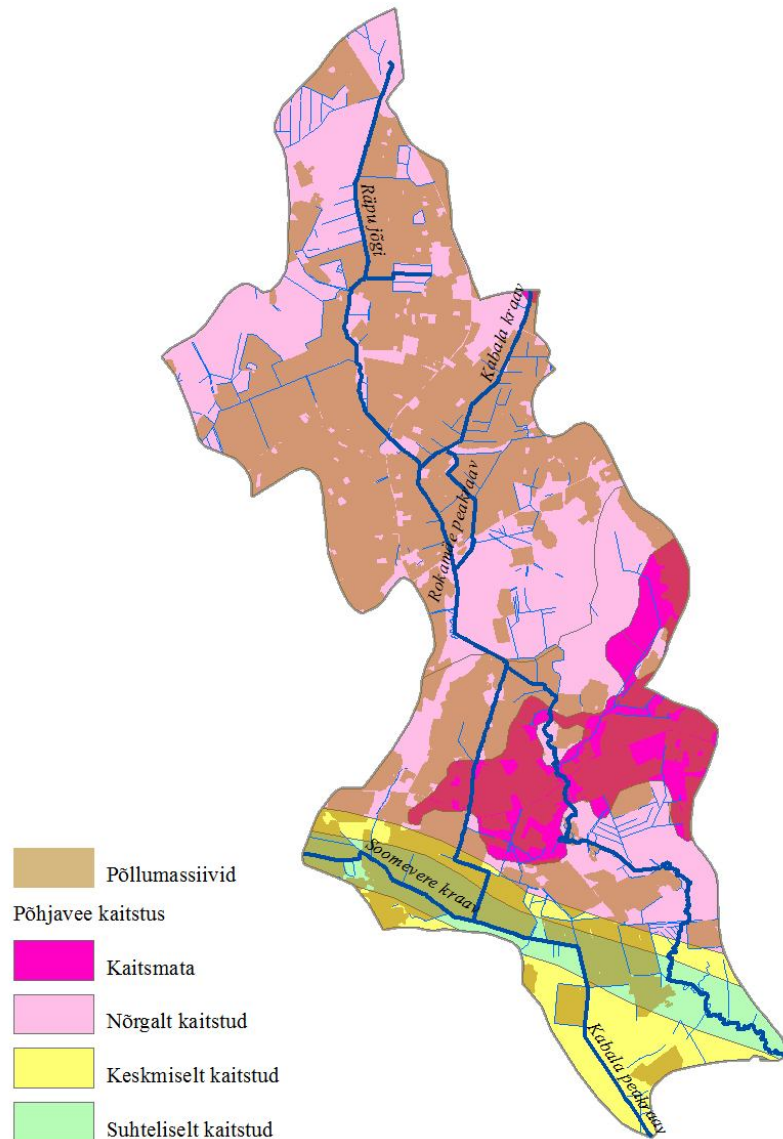 Räpu jõgi
Kabala kraav
Rokamäe peakraav
Soomevere kraav
Kabala peakraav
Põllumassiivid
Põhjavee kaitstus
Kaitsmata
Nõrgalt kaitstud
Keskmiselt kaitstud
Suhteliselt kaitstud